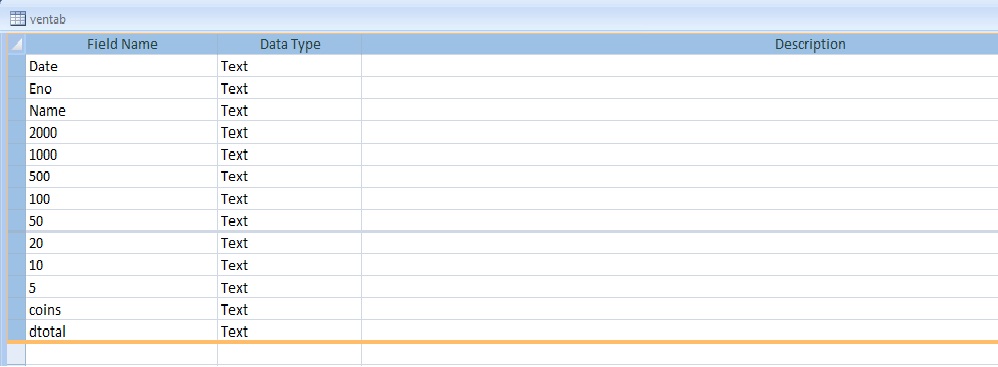 ventab
Field Name Data Type Description
Date Text
Eno Text
Name Text
2000 Text
1000 Text
500 Text
100 Text
50 Text
20 Text
10 Text
5 Text
coins Text
dtotal Text